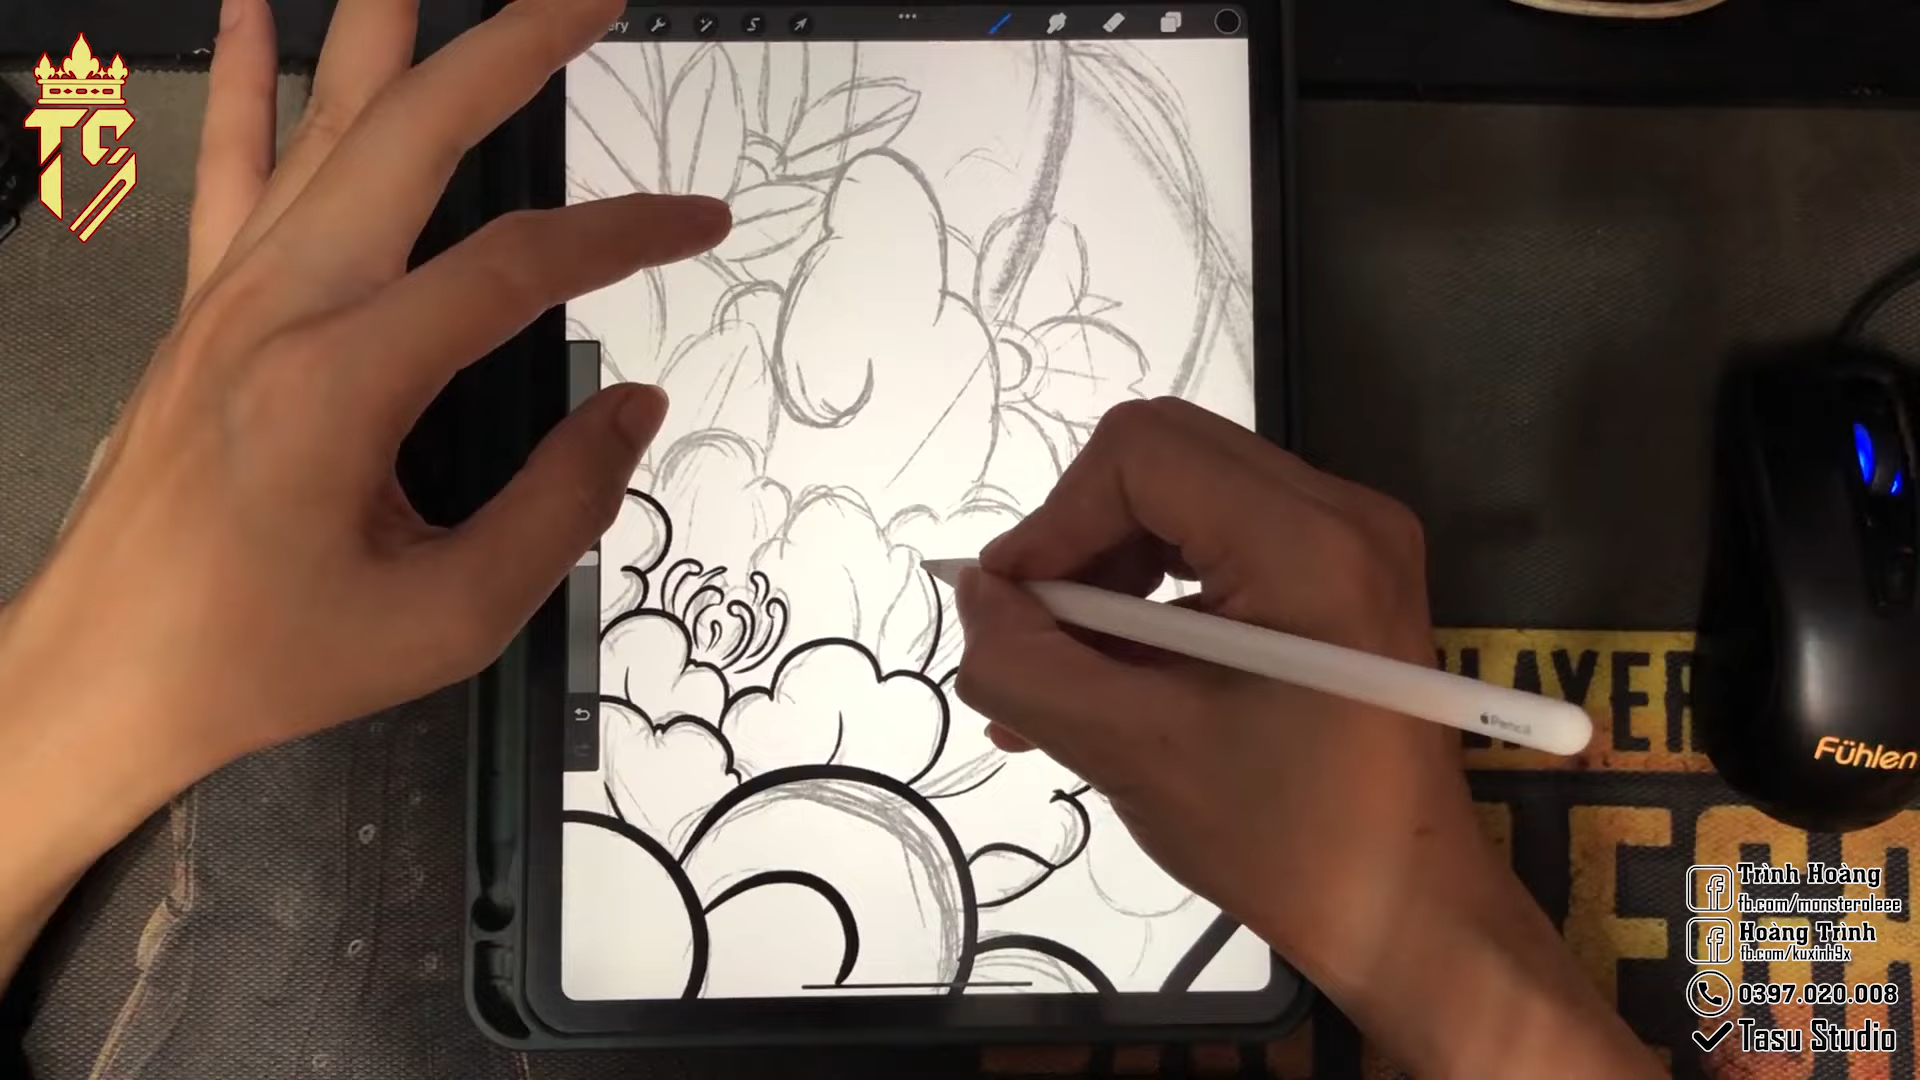 TS
ery
Pencil
LAYER
Fühlen
Trình Hoàng
fb.com/monsteroleee
Hoàng Trình
fb.com/kuxinh9x
0397.020.008
Tasu Studio